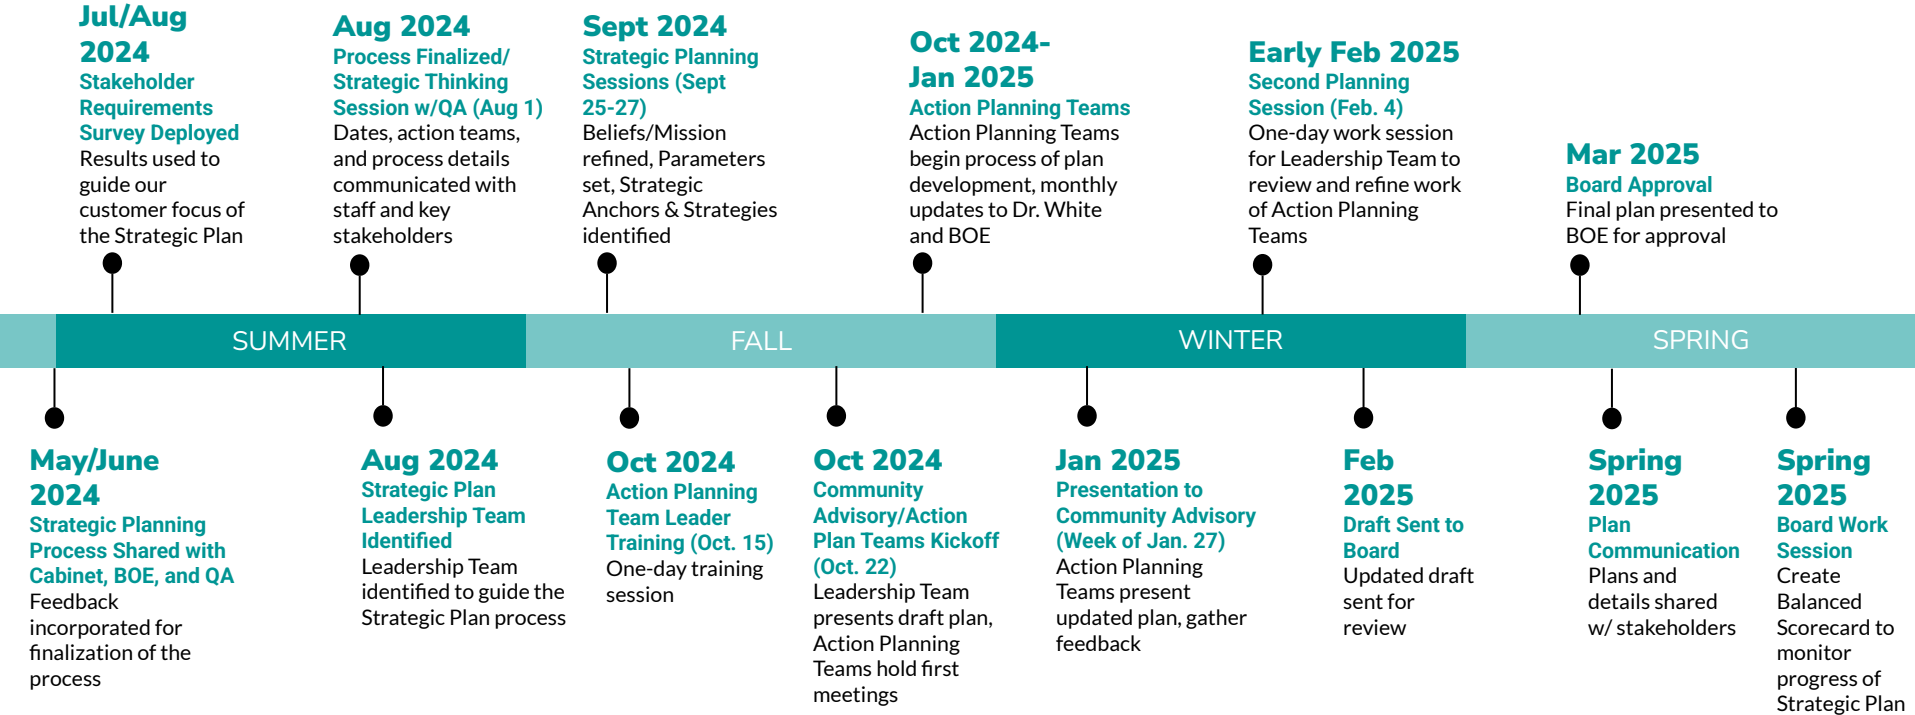 Jul/Aug
2024
Stakeholder
Requirements
Survey Deployed
Results used to
guide our
customer focus of
the Strategic Plan
Aug 2024
Process Finalized/
Strategic Thinking
Session w/QA (Aug 1)
Dates, action teams,
and process details
communicated with
staff and key
stakeholders
Sept 2024
Strategic Planning
Sessions (Sept
25-27)
Beliefs/Mission
refined, Parameters
set, Strategic
Anchors & Strategies
identified
Oct 2024-
Jan 2025
Action Planning Teams
Action Planning Teams
begin process of plan
development, monthly
updates to Dr. White
and BOE
Early Feb 2025
Second Planning
Session (Feb. 4)
One-day work session
for Leadership Team to
review and refine work
of Action Planning
Teams
Mar 2025
Board Approval
Final plan presented to
BOE for approval
SUMMER
FALL
WINTER
SPRING
May/June
2024
Strategic Planning
Process Shared with
Cabinet, BOE, and QA
Feedback
incorporated for
finalization of the
process
Aug 2024
Strategic Plan
Leadership Team
Identified
Leadership Team
identified to guide the
Strategic Plan process
Oct 2024
Action Planning
Team Leader
Training (Oct. 15)
One-day training
session
Oct 2024
Community
Advisory/Action
Plan Teams Kickoff
(Oct. 22)
Leadership Team
presents draft plan,
Action Planning
Teams hold first
meetings
Jan 2025
Presentation to
Community Advisory
(Week of Jan. 27)
Action Planning
Teams present
updated plan, gather
feedback
Feb
2025
Draft Sent to
Board
Updated draft
sent for
review
Spring
2025
Plan
Communication
Plans and
details shared
w/ stakeholders
Spring
2025
Board Work
Session
Create
Balanced
Scorecard to
monitor
progress of
Strategic Plan